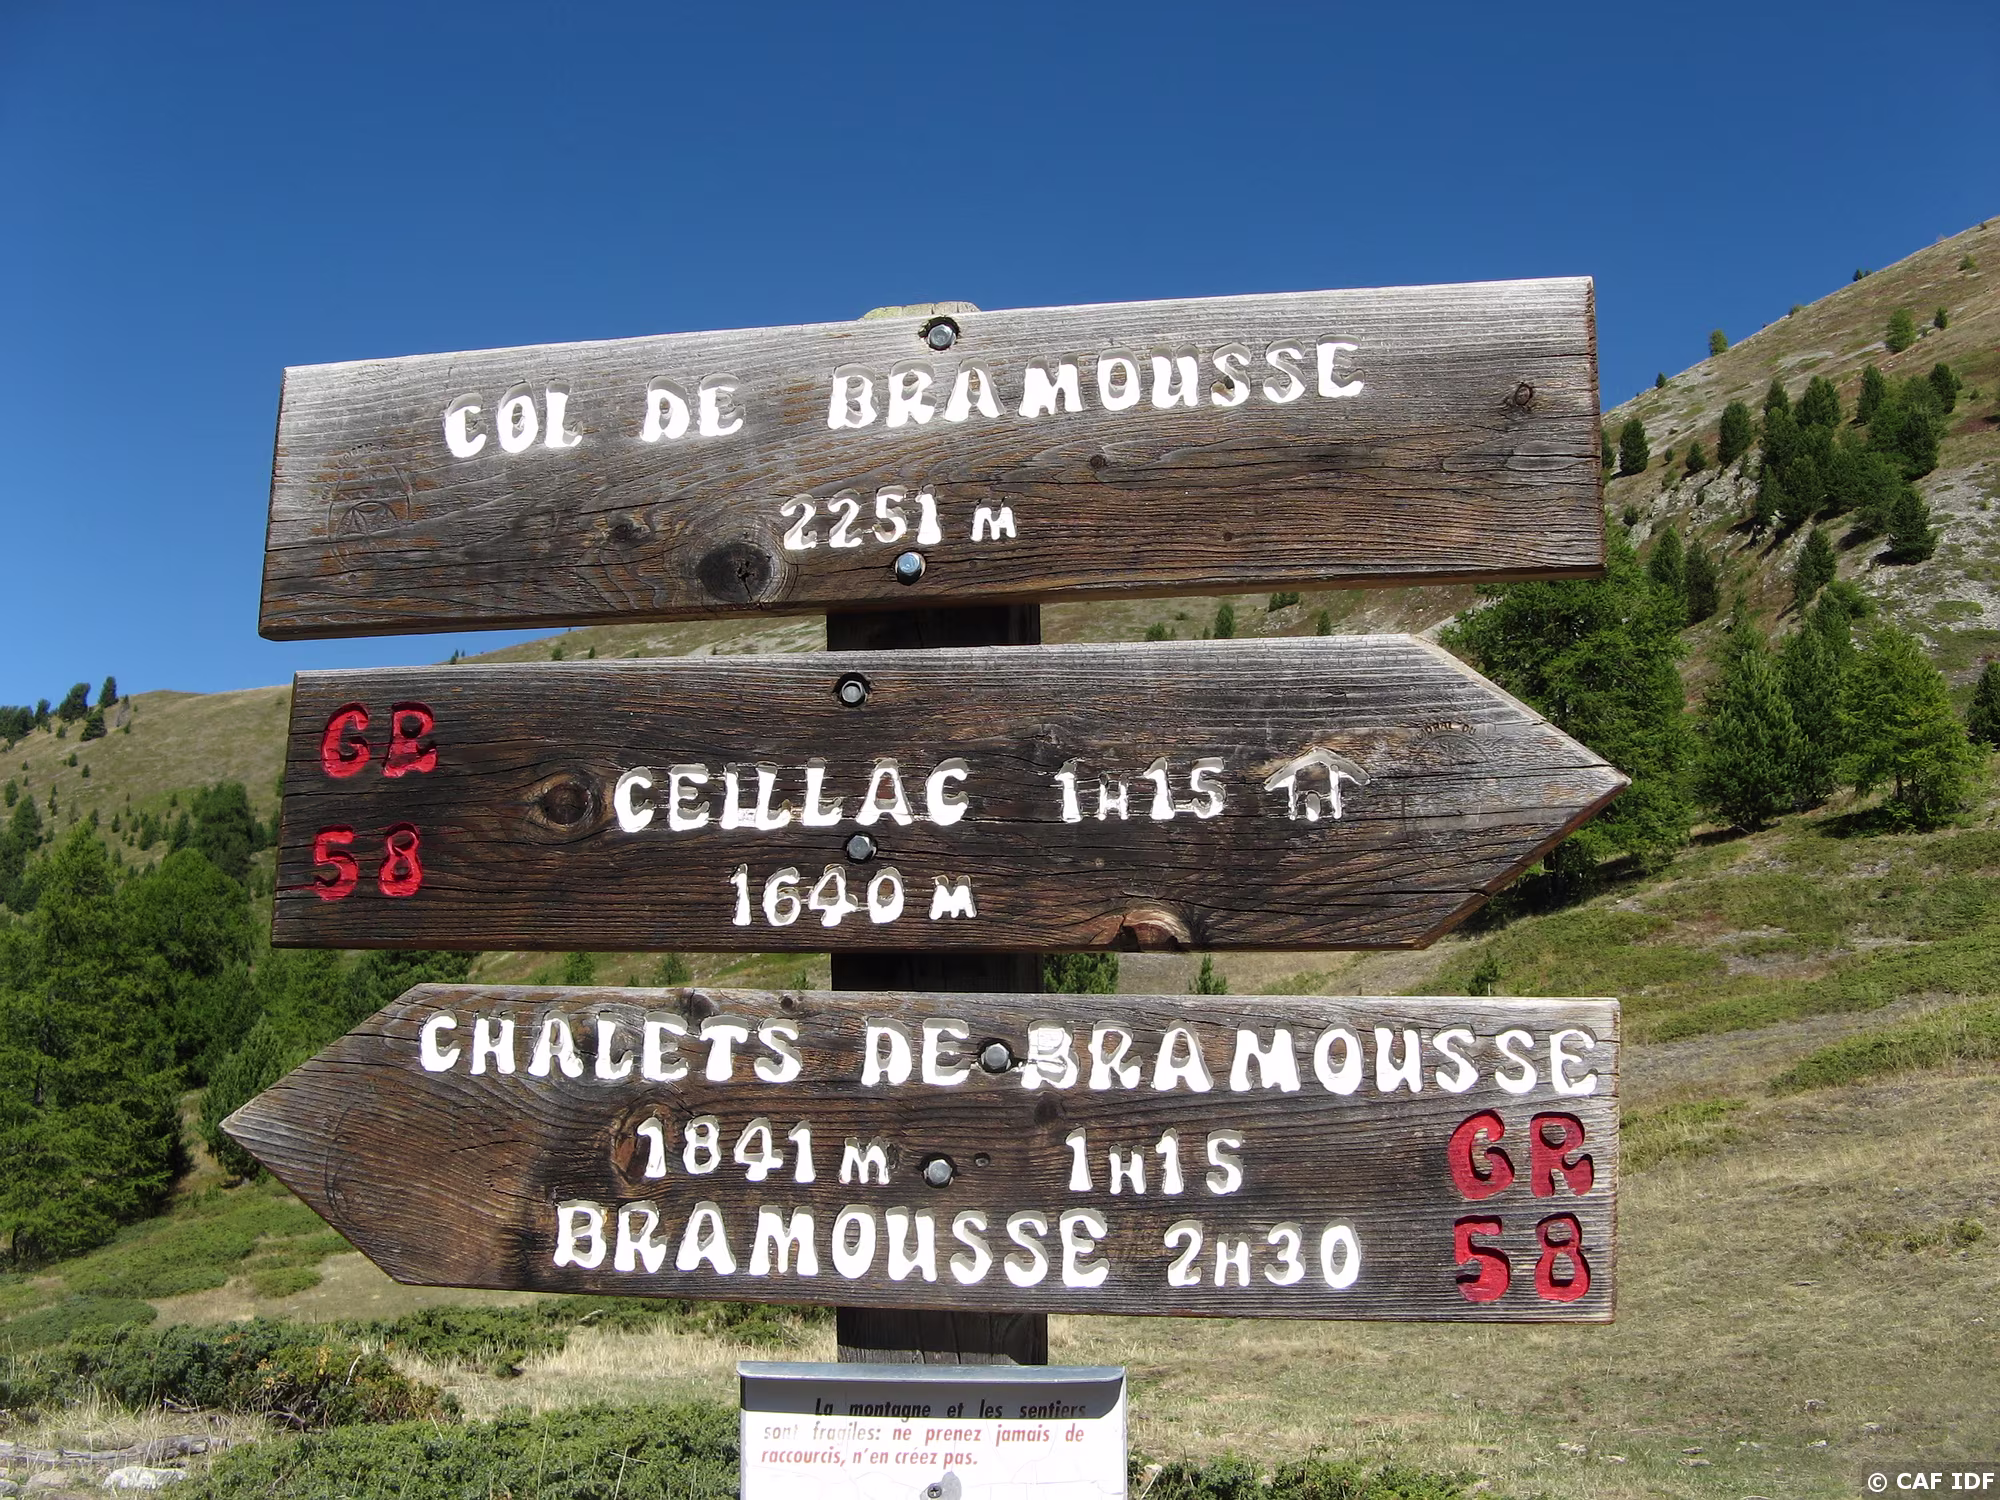 COL DE BRAMOUSSE
2251 M
GR
58
CEILLAC 1H15
1640 M
CHALETS DE BRAMOUSSE
1841 M 1H15
BRAMOUSSE 2H30
GR
58
La montagne et les sentiers
sont fragiles: ne prenez jamais de
raccourcis, n'en créez pas.
© CAF IDF